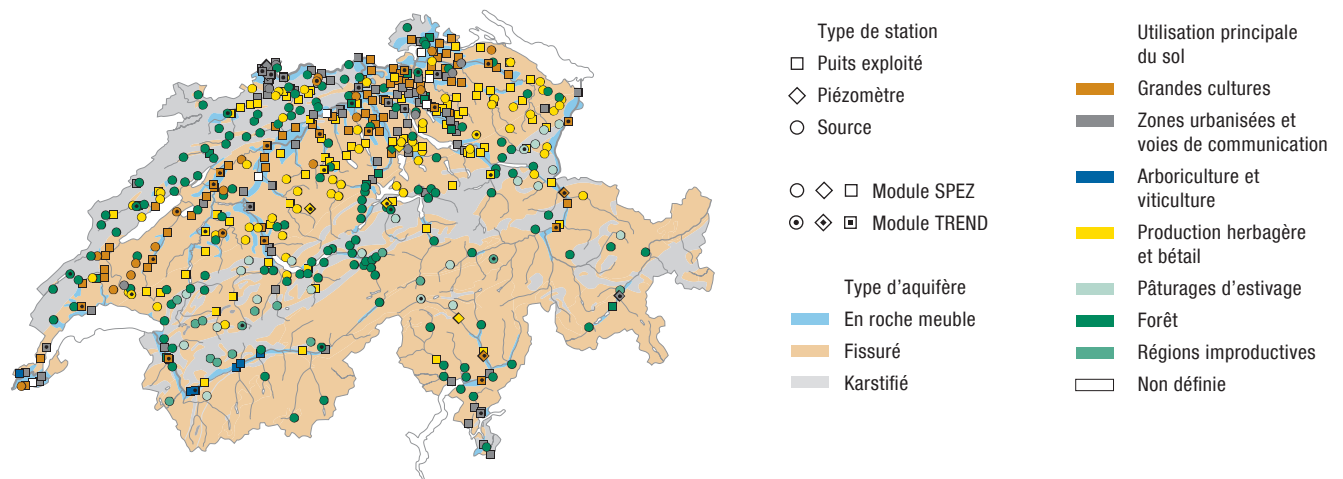 Type de station
Puits exploité
Piézomètre
Source
Module SPEZ
Module TREND
Type d'aquifère
En roche meuble
Fissuré
Karstifié
Utilisation principale
du sol
Grandes cultures
Zones urbanisées et
voies de communication
Arboriculture et
viticulture
Production herbagère
et bétail
Pâturages d'estivage
Forêt
Régions improductives
Non définie